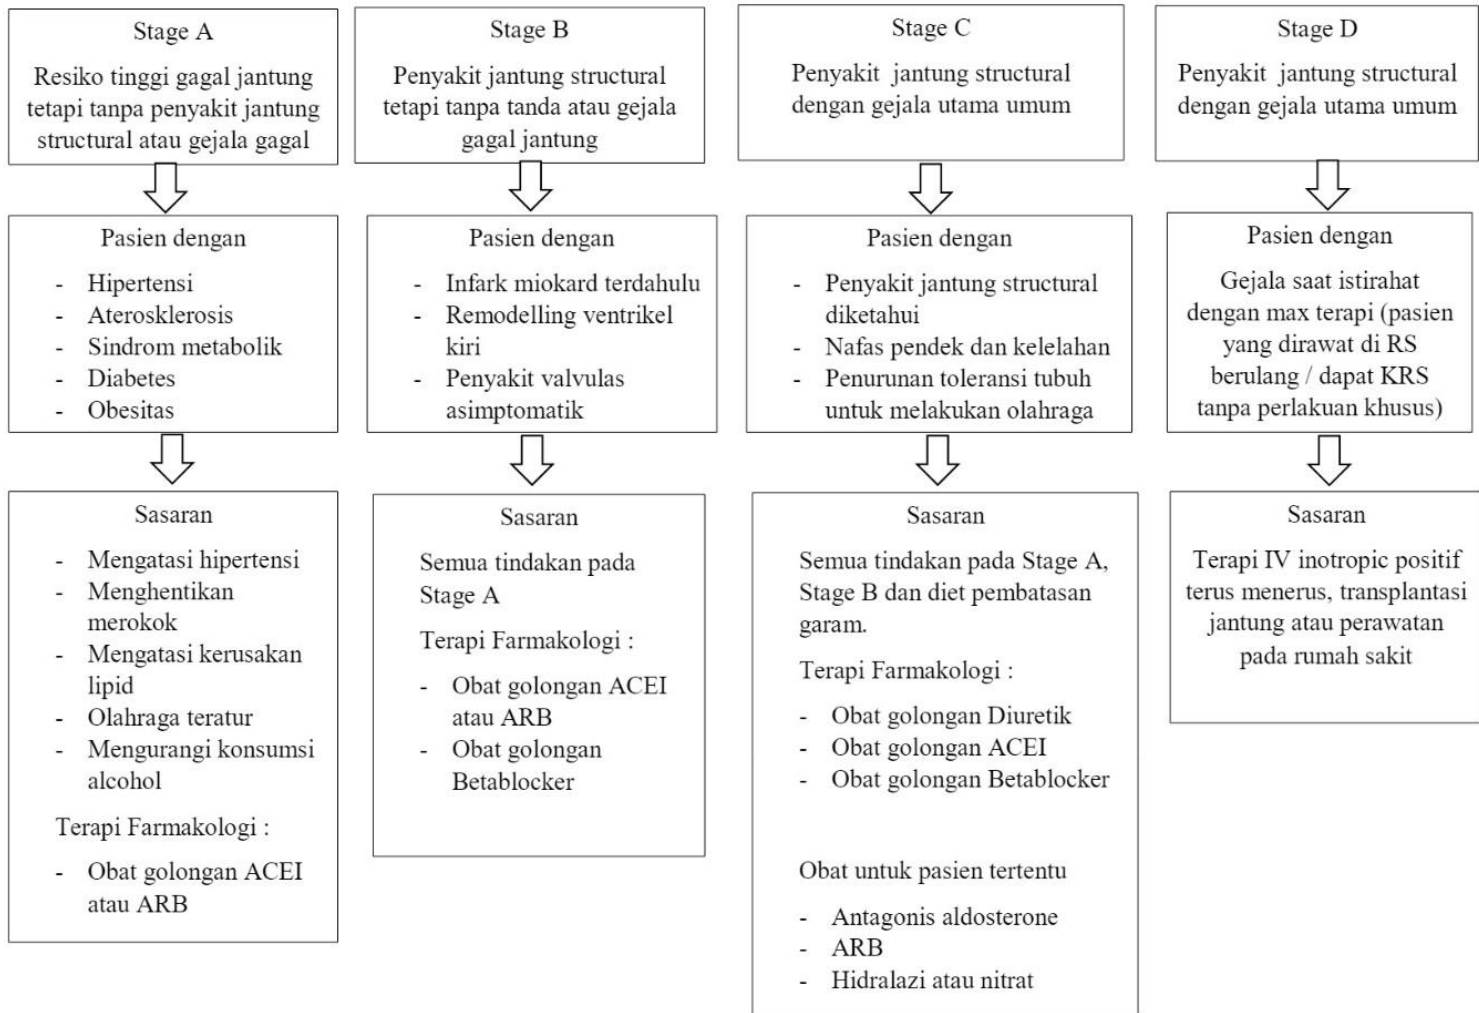 Stage A
Resiko tinggi gagal jantung
tetapi tanpa penyakit jantung
structural atau gejala gagal
Pasien dengan
- Hipertensi
- Aterosklerosis
- Sindrom metabolik
- Diabetes
- Obesitas
Sasaran
- Mengatasi hipertensi
- Menghentikan
merokok
- Mengatasi kerusakan
lipid
- Olahraga teratur
- Mengurangi konsumsi
alcohol
Terapi Farmakologi :
- Obat golongan ACEI
atau ARB
Stage B
Penyakit jantung structural
tetapi tanpa tanda atau gejala
gagal jantung
Pasien dengan
- Infark miokard terdahulu
- Remodelling ventrikel
kiri
- Penyakit valvulas
asimptomatik
Sasaran
Semua tindakan pada
Stage A
Terapi Farmakologi :
- Obat golongan ACEI
atau ARB
- Obat golongan
Betablocker
Stage C
Penyakit jantung structural
dengan gejala utama umum
Pasien dengan
- Penyakit jantung structural
diketahui
- Nafas pendek dan kelelahan
- Penurunan toleransi tubuh
untuk melakukan olahraga
Sasaran
Semua tindakan pada Stage A,
Stage B dan diet pembatasan
garam.
Terapi Farmakologi :
- Obat golongan Diuretik
- Obat golongan ACEI
- Obat golongan Betablocker
Obat untuk pasien tertentu
- Antagonis aldosterone
- ARB
- Hidralazi atau nitrat
Stage D
Penyakit jantung structural
dengan gejala utama umum
Pasien dengan
Gejala saat istirahat
dengan max terapi (pasien
yang dirawat di RS
berulang / dapat KRS
tanpa perlakuan khusus)
Sasaran
Terapi IV inotropic positif
terus menerus, transplantasi
jantung atau perawatan
pada rumah sakit